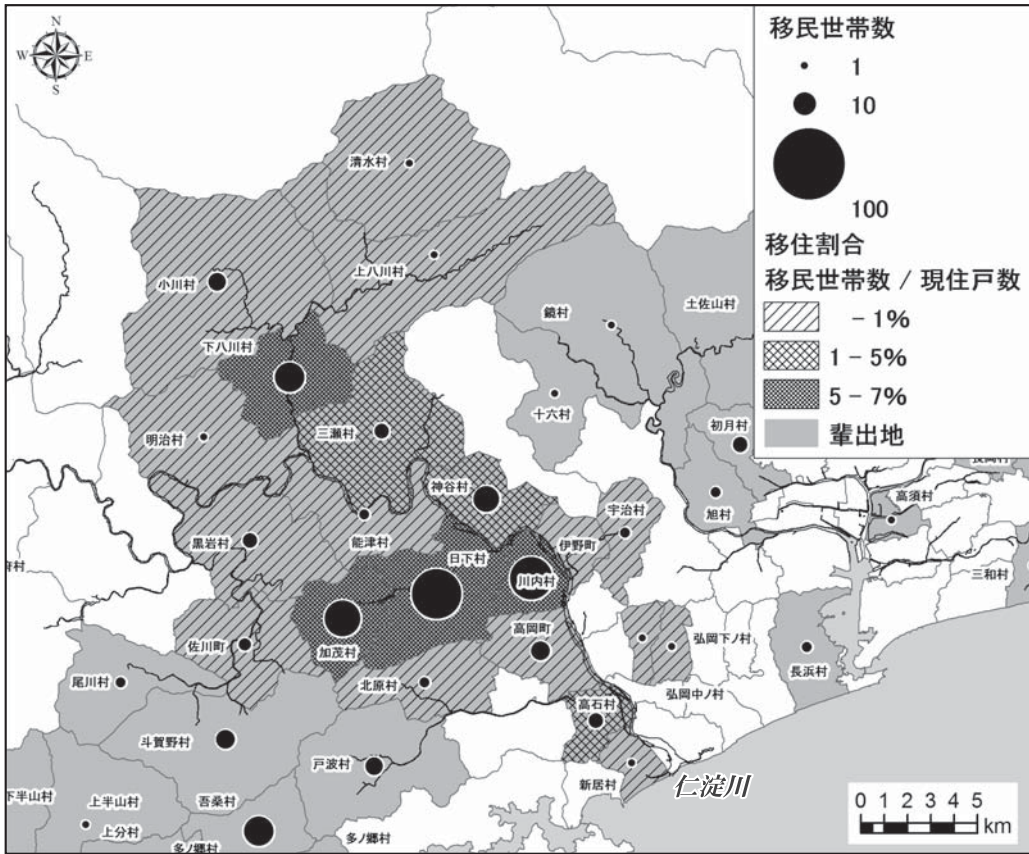 N
W
E
S
移民世帯数
1
10
100
移住割合
移民世帯数 / 現住戸数
- 1%
1 - 5%
5 - 7%
輩出地
清水村
上八川村
小川村
鏡村
土佐山村
下八川村
十六村
三瀬村
初月村
明治村
神谷村
旭村
高須村
宇治村
能津村
黒岩村
伊野町
日下村
川内村
三和村
高岡町
弘岡下ノ村
加茂村
佐川町
長浜村
尾川村
北原村
弘岡中ノ村
高石村
斗賀野村
戸波村
新居村
仁淀川
下半山村
上半山村
吾桑村
上分村
多ノ郷村
多ノ郷村
0 1 2 3 4 5
km